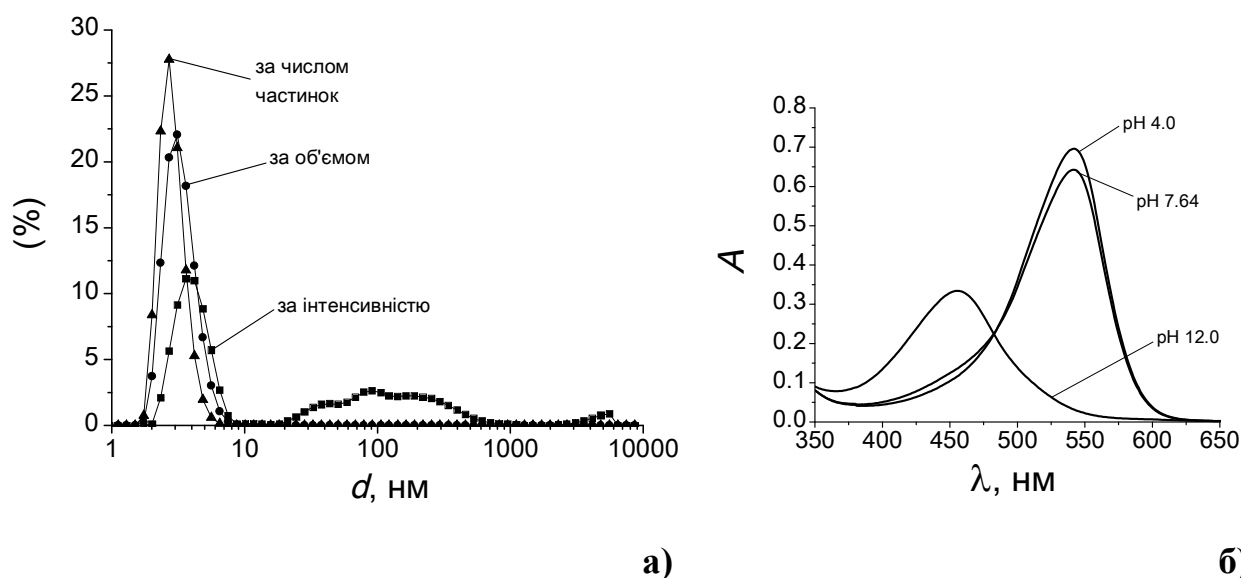 30
25
20
15
10
5
0
(%)
за числом
частинок
за об'ємом
за інтенсивністю
1 10 100 1000 10000
d, нм
а)
0.8
0.7
0.6
0.5
0.4
0.3
0.2
0.1
0.0
A
pH 4.0
pH 7.64
pH 12.0
350 400 450 500 550 600 650
λ, нм
б)